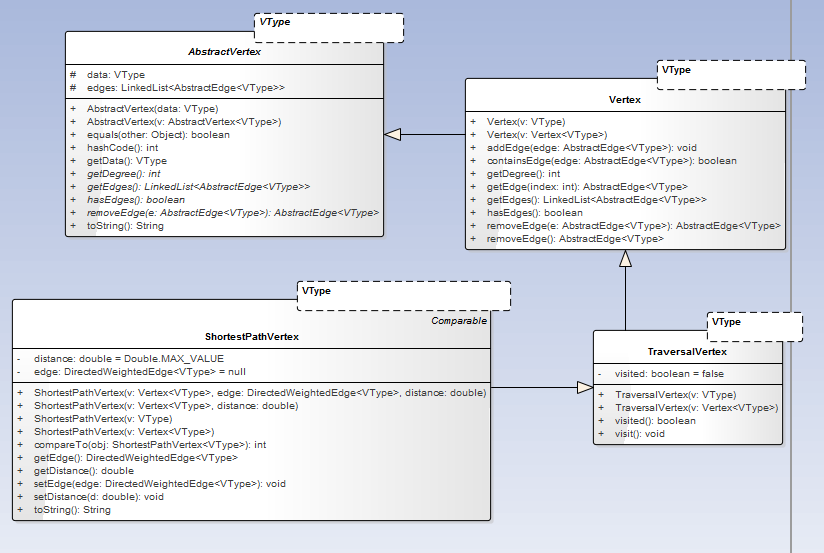 VType
AbstractVertex
# data: VType
# edges: LinkedList<AbstractEdge<VType>>
+ AbstractVertex(data: VType)
+ AbstractVertex(v: AbstractVertex<VType>)
+ equals(other: Object): boolean
+ hashCode(): int
+ getData(): VType
+ getDegree(): int
+ getEdges(): LinkedList<AbstractEdge<VType>>
+ hasEdges(): boolean
+ removeEdge(e: AbstractEdge<VType>): AbstractEdge<VType>
+ toString(): String
VType
Vertex
+ Vertex(v: VType)
+ Vertex(v: Vertex<VType>)
+ addEdge(edge: AbstractEdge<VType>): void
+ containsEdge(edge: AbstractEdge<VType>): boolean
+ getDegree(): int
+ getEdge(index: int): AbstractEdge<VType>
+ getEdges(): LinkedList<AbstractEdge<VType>>
+ hasEdges(): boolean
+ removeEdge(e: AbstractEdge<VType>): AbstractEdge<VType>
+ removeEdge(): AbstractEdge<VType>
VType
Comparable
ShortestPathVertex
- distance: double = Double.MAX_VALUE
- edge: DirectedWeightedEdge<VType> = null
+ ShortestPathVertex(v: Vertex<VType>, edge: DirectedWeightedEdge<VType>, distance: double)
+ ShortestPathVertex(v: Vertex<VType>, distance: double)
+ ShortestPathVertex(v: VType)
+ ShortestPathVertex(v: Vertex<VType>)
+ compareTo(obj: ShortestPathVertex<VType>): int
+ getEdge(): DirectedWeightedEdge<VType>
+ getDistance(): double
+ setEdge(edge: DirectedWeightedEdge<VType>): void
+ setDistance(d: double): void
+ toString(): String
VType
TraversalVertex
- visited: boolean = false
+ TraversalVertex(v: VType)
+ TraversalVertex(v: Vertex<VType>)
+ visited(): boolean
+ visit(): void